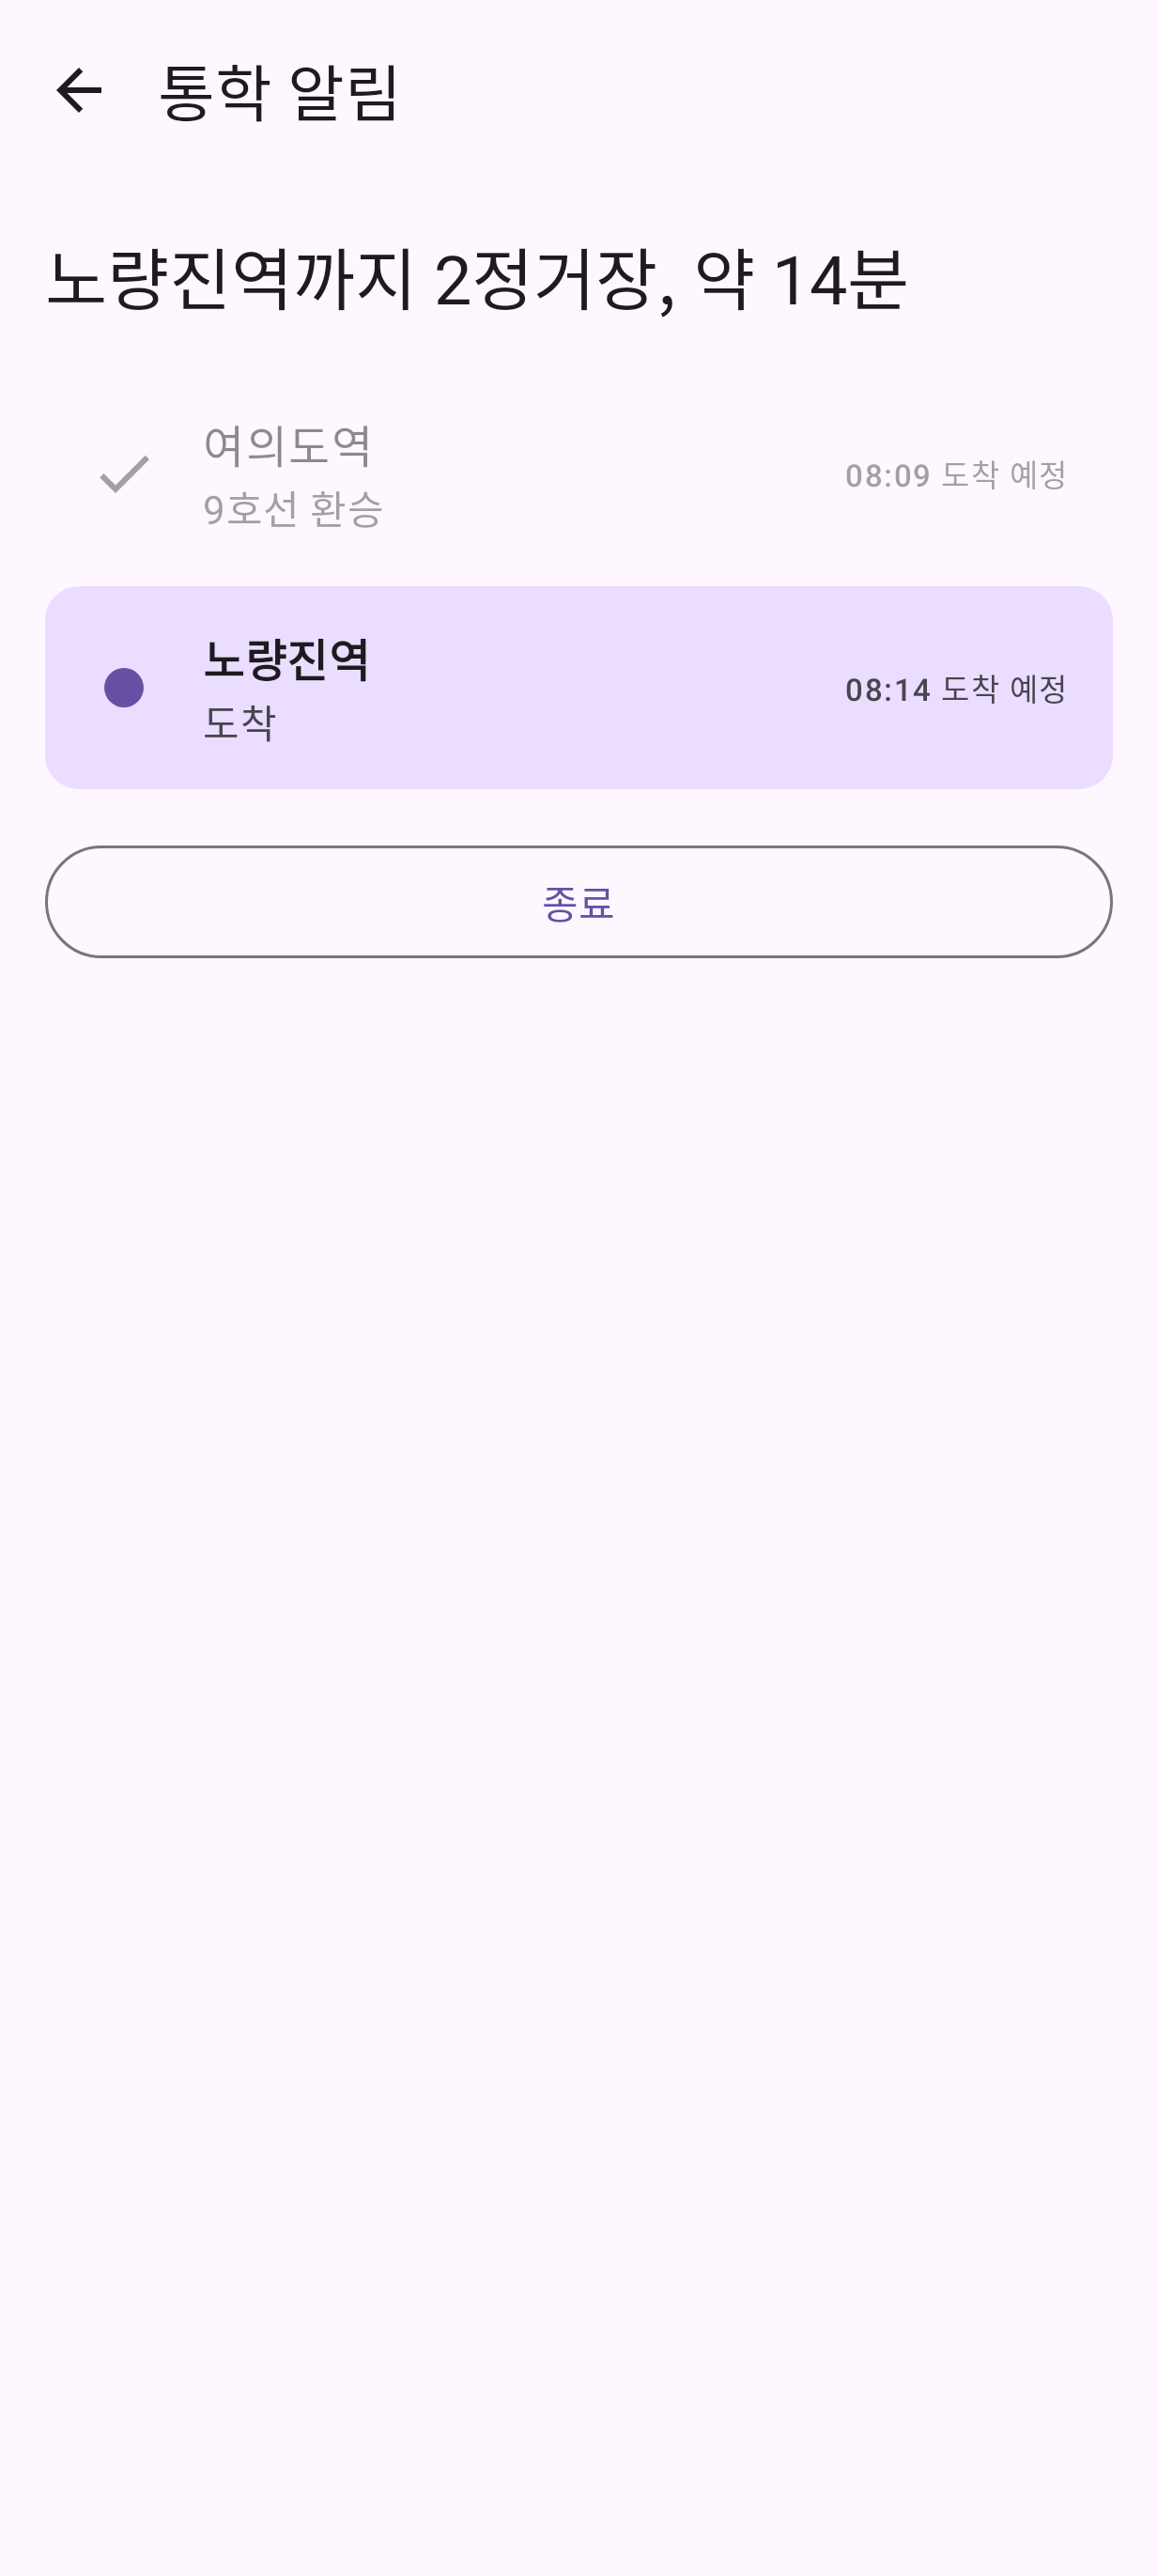 통학 알림
노량진역까지 2정거장, 약 14분
여의도역
9호선 환승
08:09 도착 예정
노량진역
도착
08:14 도착 예정
종료